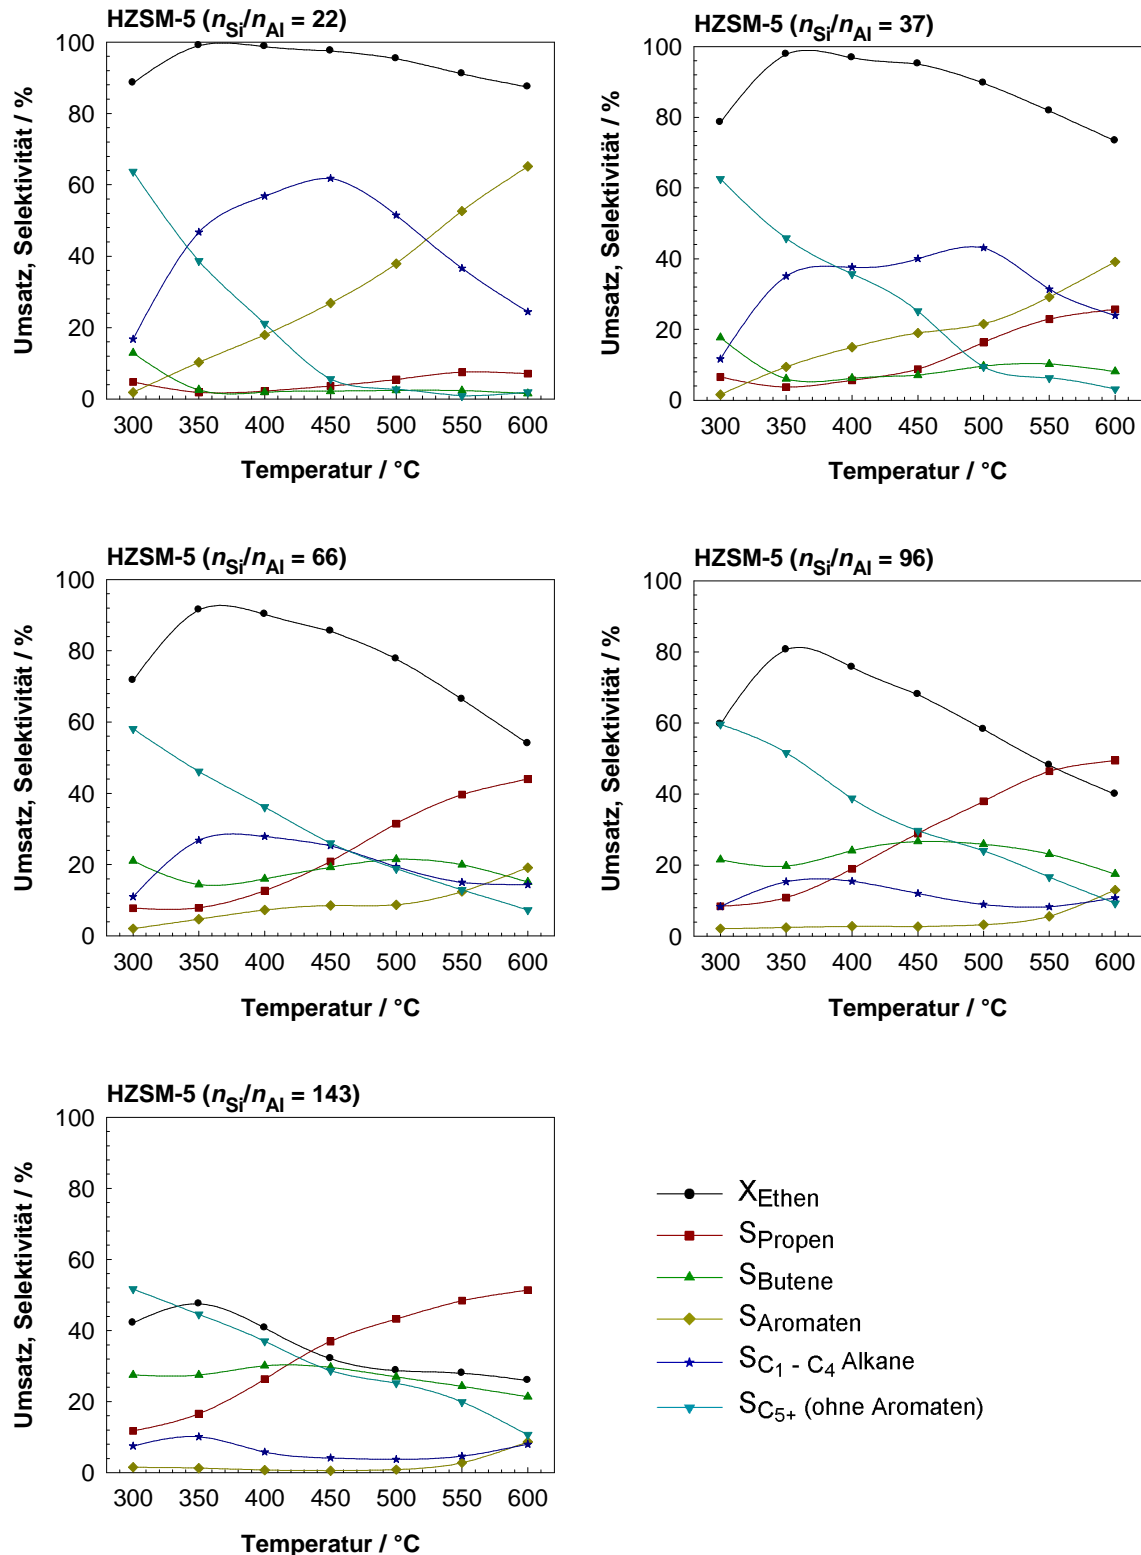 HZSM-5 (nSi/nAl = 22)
Umsatz, Selektivität / %
100
80
60
40
20
0
300 350 400 450 500 550 600
Temperatur / °C
HZSM-5 (nSi/nAl = 37)
Umsatz, Selektivität / %
100
80
60
40
20
0
300 350 400 450 500 550 600
Temperatur / °C
HZSM-5 (nSi/nAl = 66)
Umsatz, Selektivität / %
100
80
60
40
20
0
300 350 400 450 500 550 600
Temperatur / °C
HZSM-5 (nSi/nAl = 96)
Umsatz, Selektivität / %
100
80
60
40
20
0
300 350 400 450 500 550 600
Temperatur / °C
HZSM-5 (nSi/nAl = 143)
Umsatz, Selektivität / %
100
80
60
40
20
0
300 350 400 450 500 550 600
Temperatur / °C
XEthen
SPropen
SButene
SAromaten
SC1 - C4 Alkane
SC5+ (ohne Aromaten)